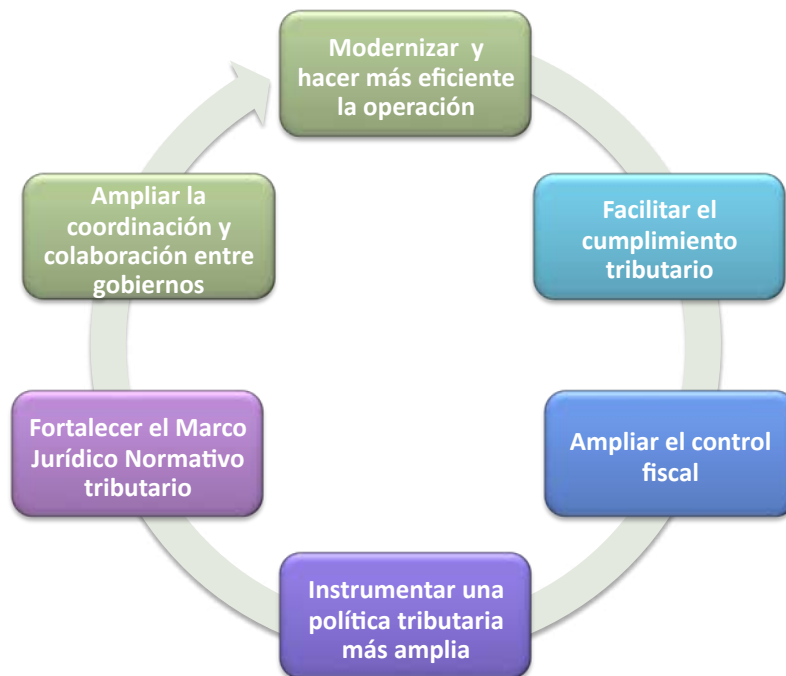 Modernizar y
hacer más eficiente
la operación
Facilitar el
cumplimiento
tributario
Ampliar el control
fiscal
Instrumentar una
política tributaria
más amplia
Fortalecer el Marco
Jurídico Normativo
tributario
Ampliar la
coordinación y
colaboración entre
gobiernos